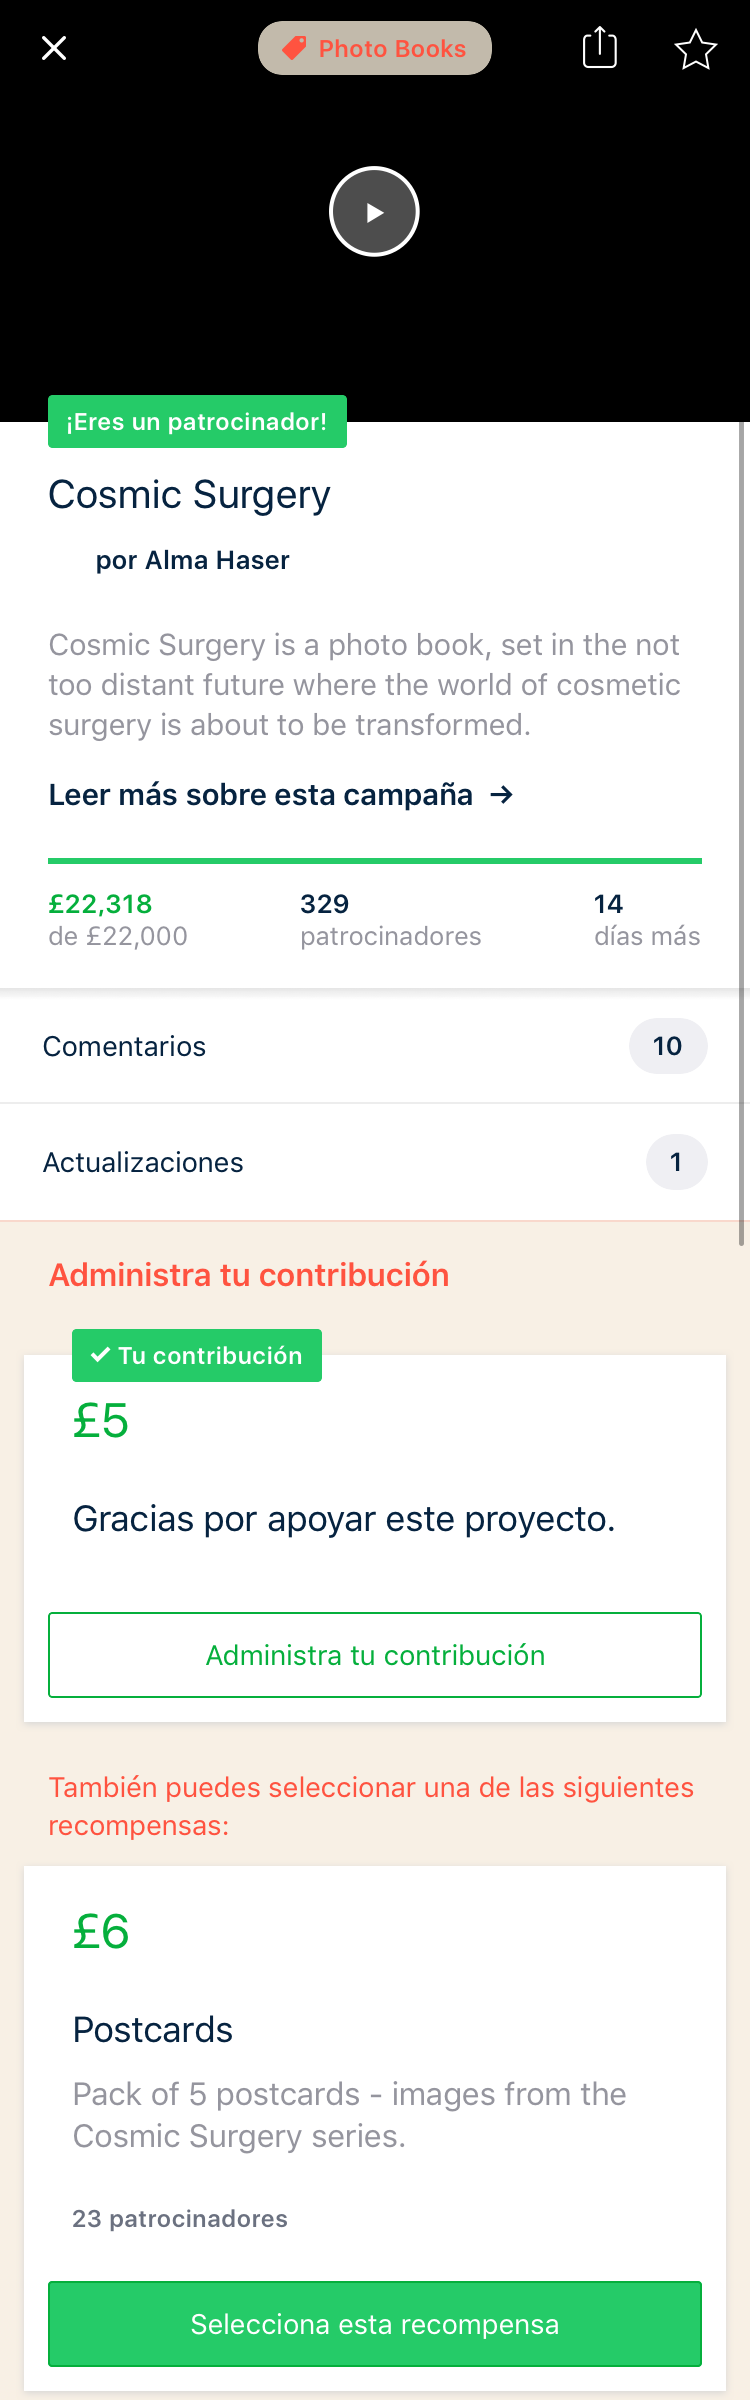 Photo Books
¡Eres un patrocinador!
Cosmic Surgery
por Alma Haser
Cosmic Surgery is a photo book, set in the not
too distant future where the world of cosmetic
surgery is about to be transformed.
Leer más sobre esta campaña →
£22,318
de £22,000
329
patrocinadores
14
días más
Comentarios
10
Actualizaciones
1
Administra tu contribución
Tu contribución
£5
Gracias por apoyar este proyecto.
Administra tu contribución
También puedes seleccionar una de las siguientes
recompensas:
£6
Postcards
Pack of 5 postcards - images from the
Cosmic Surgery series.
23 patrocinadores
Selecciona esta recompensa